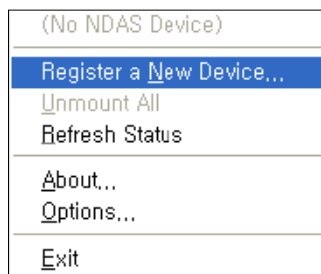 (No NDAS Device)
Register a New Device...
Unmount All
Refresh Status
About...
Options...
Exit